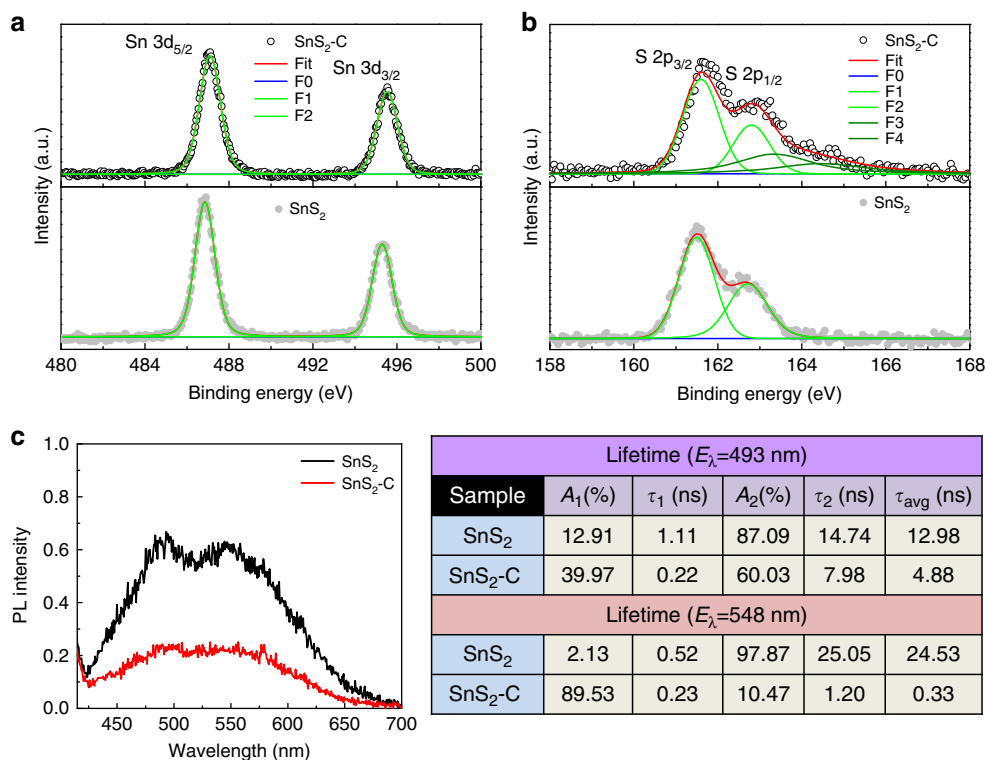 a
Sn 3d5/2
Sn 3d3/2
SnS2-C
Fit
F0
F1
F2
SnS2
Intensity (a.u.)
480 484 488 492 496 500
Binding energy (eV)
b
S 2p3/2
S 2p1/2
SnS2-C
Fit
F0
F1
F2
F3
F4
SnS2
Intensity (a.u.)
158 160 162 164 166 168
Binding energy (eV)
c
SnS2
SnS2-C
PL intensity
1.0
0.8
0.6
0.4
0.2
0.0
450 500 550 600 650 700
Wavelength (nm)
Lifetime (Eλ=493 nm)
Sample A1(%) τ1 (ns) A2(%) τ2 (ns) τavg (ns)
SnS2 12.91 1.11 87.09 14.74 12.98
SnS2-C 39.97 0.22 60.03 7.98 4.88
Lifetime (Eλ=548 nm)
SnS2 2.13 0.52 97.87 25.05 24.53
SnS2-C 89.53 0.23 10.47 1.20 0.33